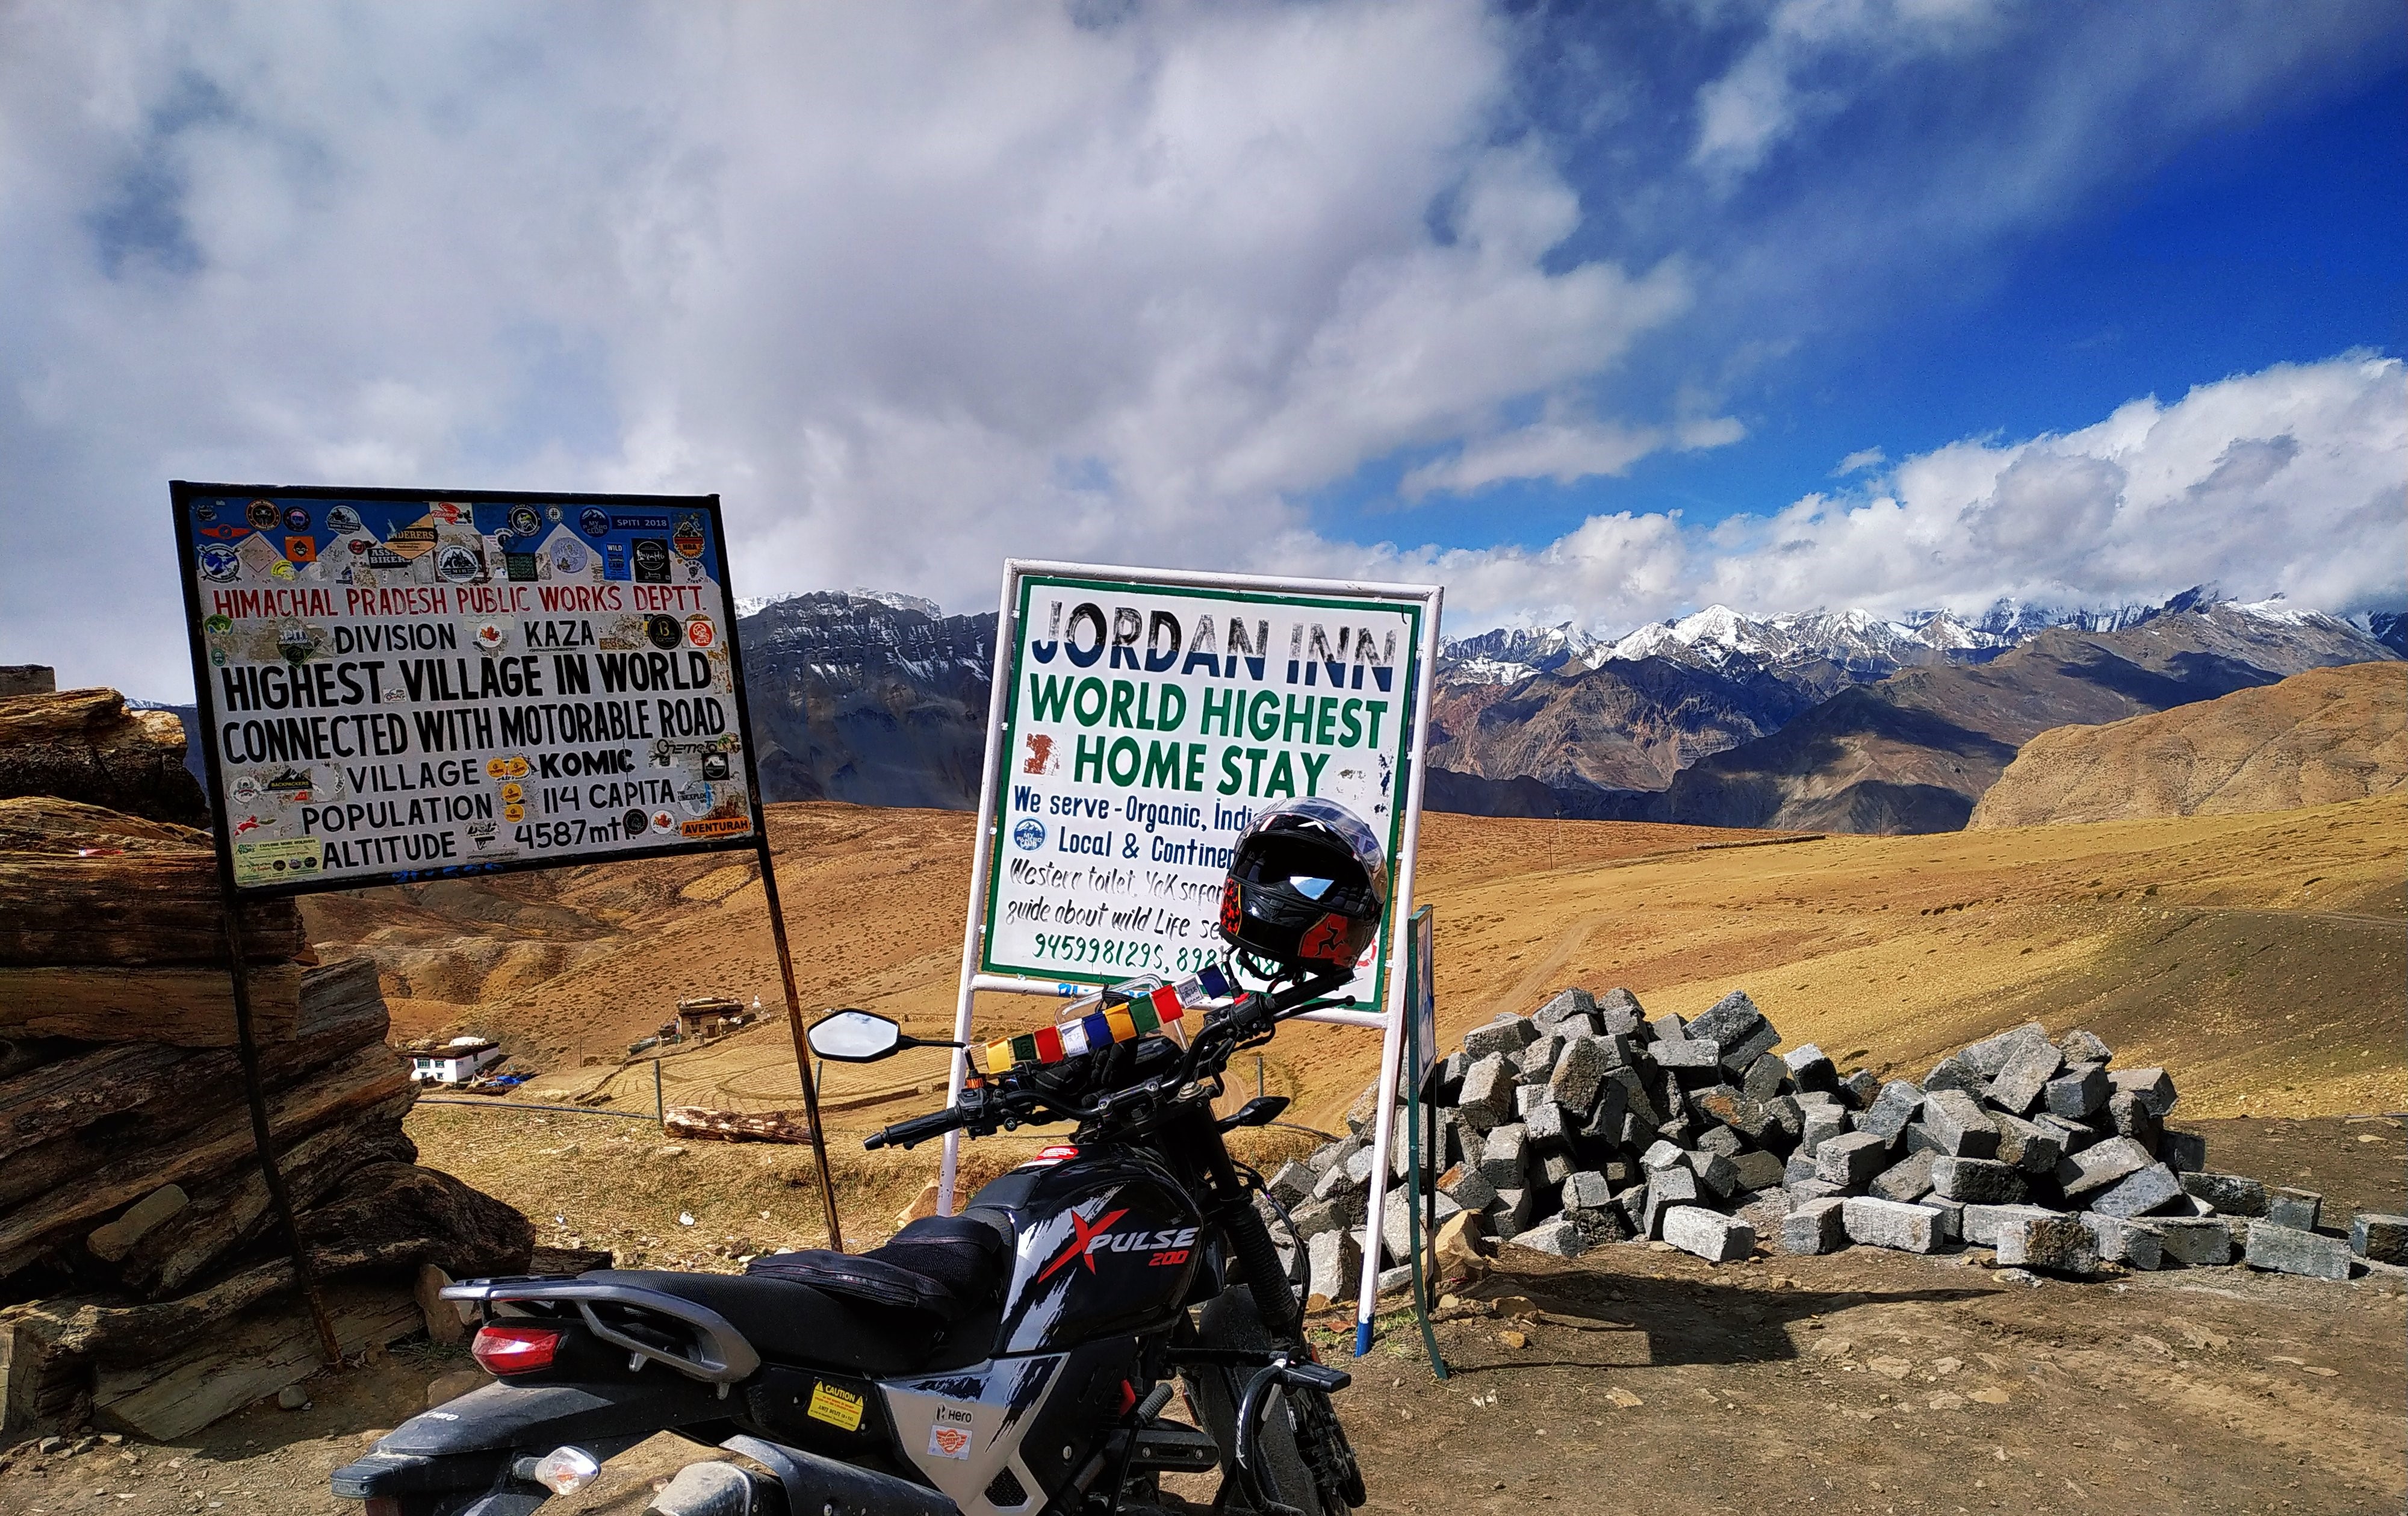 SPITI 2018
HIMACHAL PRADESH PUBLIC WORKS DEPTT.
DIVISION KAZA
HIGHEST VILLAGE IN WORLD
CONNECTED WITH MOTORABLE ROAD
VILLAGE KOMIC
POPULATION 114 CAPITA
ALTITUDE 4587mtr
AVENTURAH
JORDAN INN
WORLD HIGHEST
HOME STAY
We serve - Organic, Indi
Local & Continen
Western toilet, Yak safar
guide about wild Life se
9459981295, 898
XPULSE
200
CAUTION
Hero